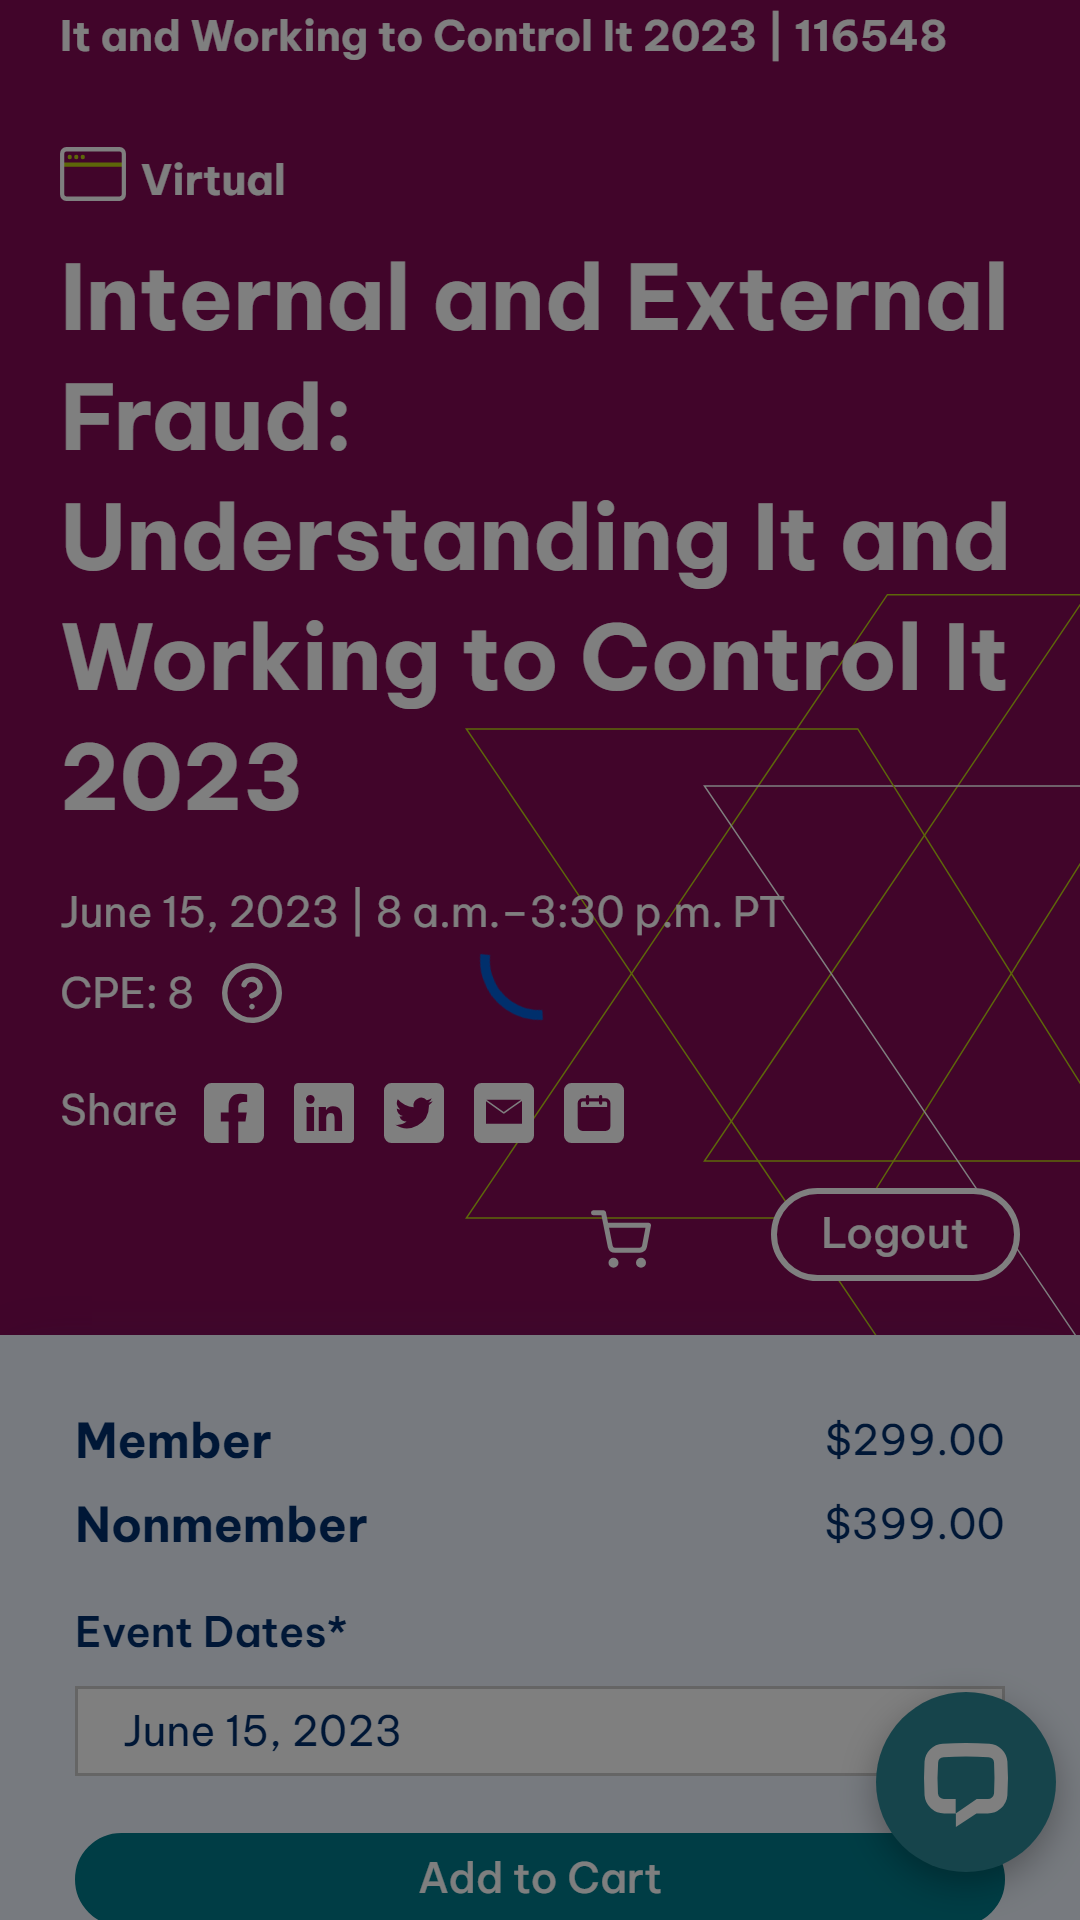 It and Working to Control It 2023 | 116548
Virtual
Internal and External
Fraud:
Understanding It and
Working to Control It
2023
June 15, 2023 | 8 a.m.–3:30 p.m. PT
CPE: 8 ?
Share
Logout
Member $299.00
Nonmember $399.00
Event Dates*
June 15, 2023
Add to Cart